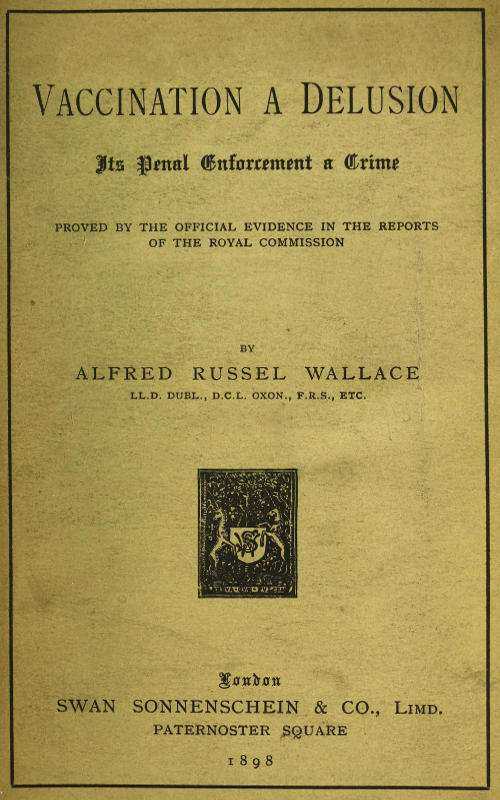 VACCINATION A DELUSION
Its Penal Enforcement a Crime
PROVED BY THE OFFICIAL EVIDENCE IN THE REPORTS
OF THE ROYAL COMMISSION
BY
ALFRED RUSSEL WALLACE
LL.D. DUBL., D.C.L. OXON., F.R.S., ETC.
London
SWAN SONNENSCHEIN & CO., LIMD.
PATERNOSTER SQUARE
1898